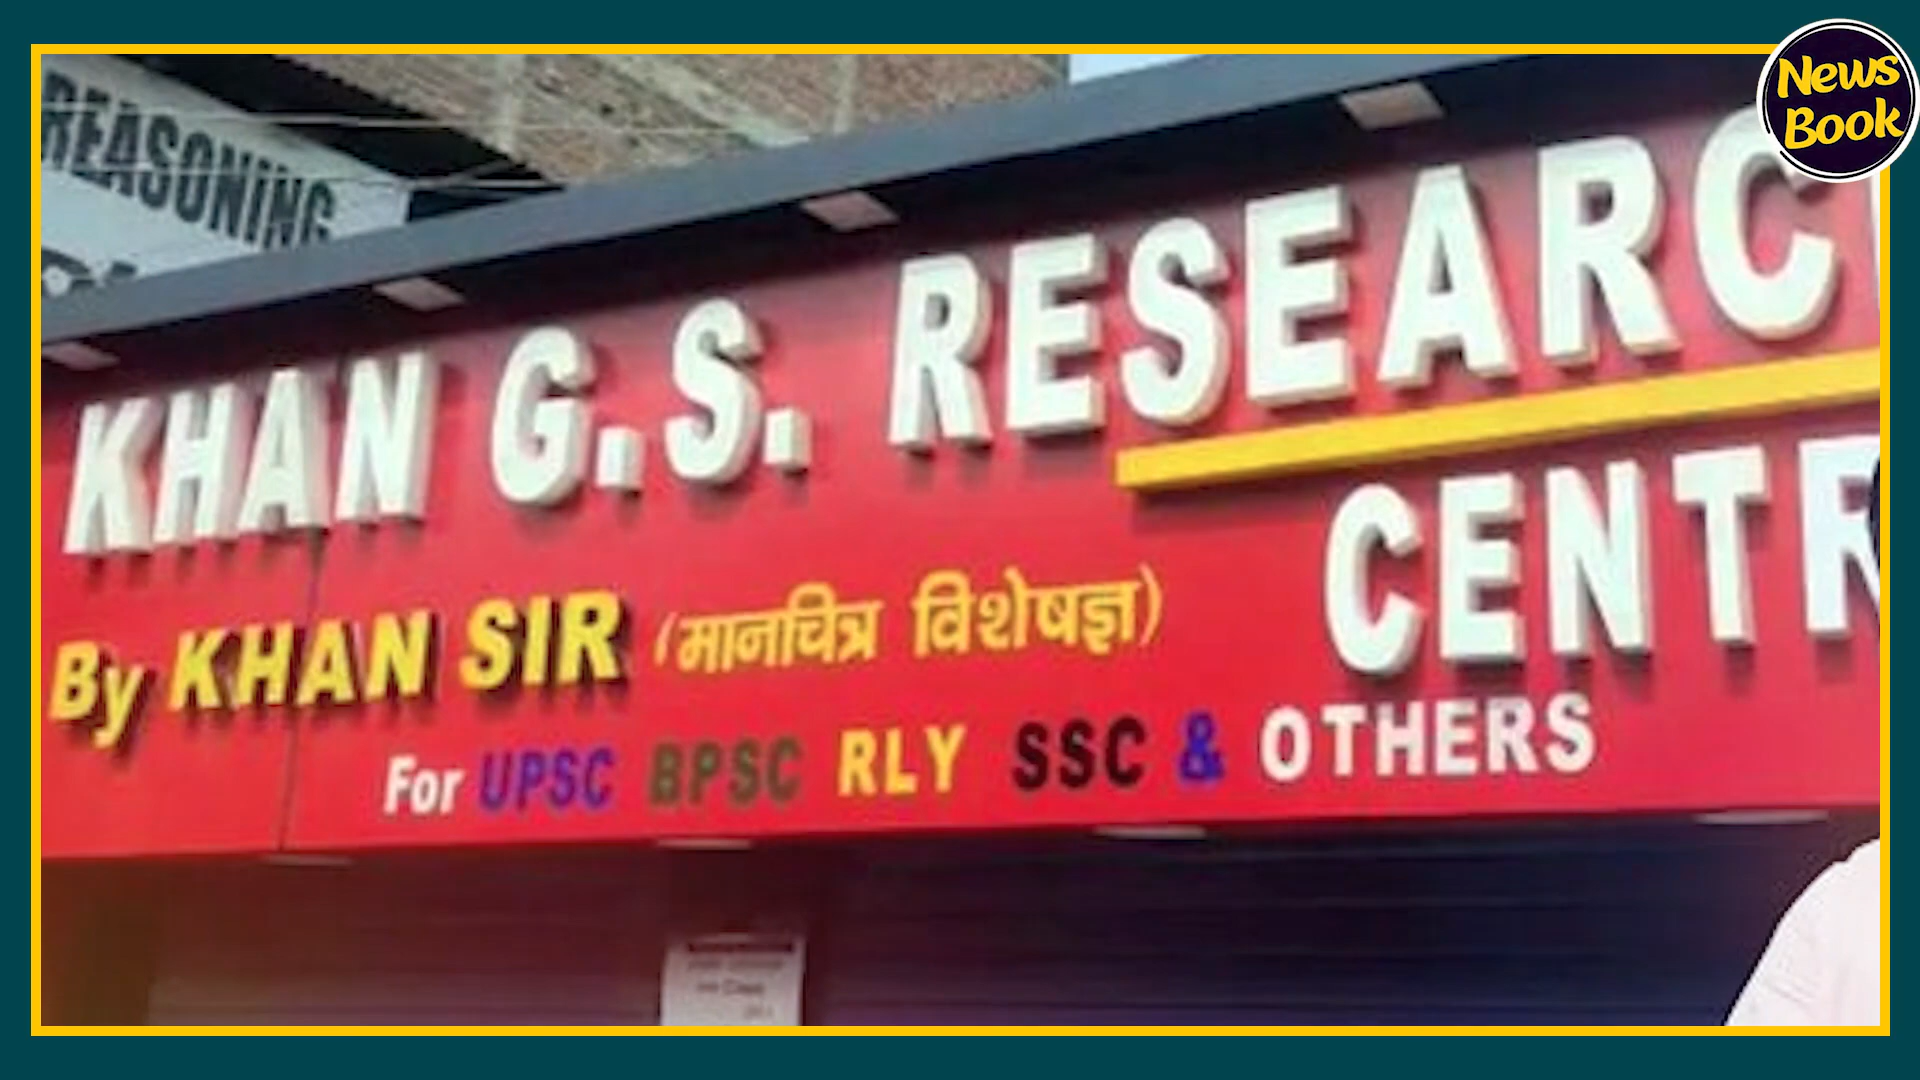 News
Book
REASONING
KHAN G.S. RESEARC
CENTR
By KHAN SIR (मानचित्र विशेषज्ञ)
For UPSC BPSC RLY SSC & OTHERS